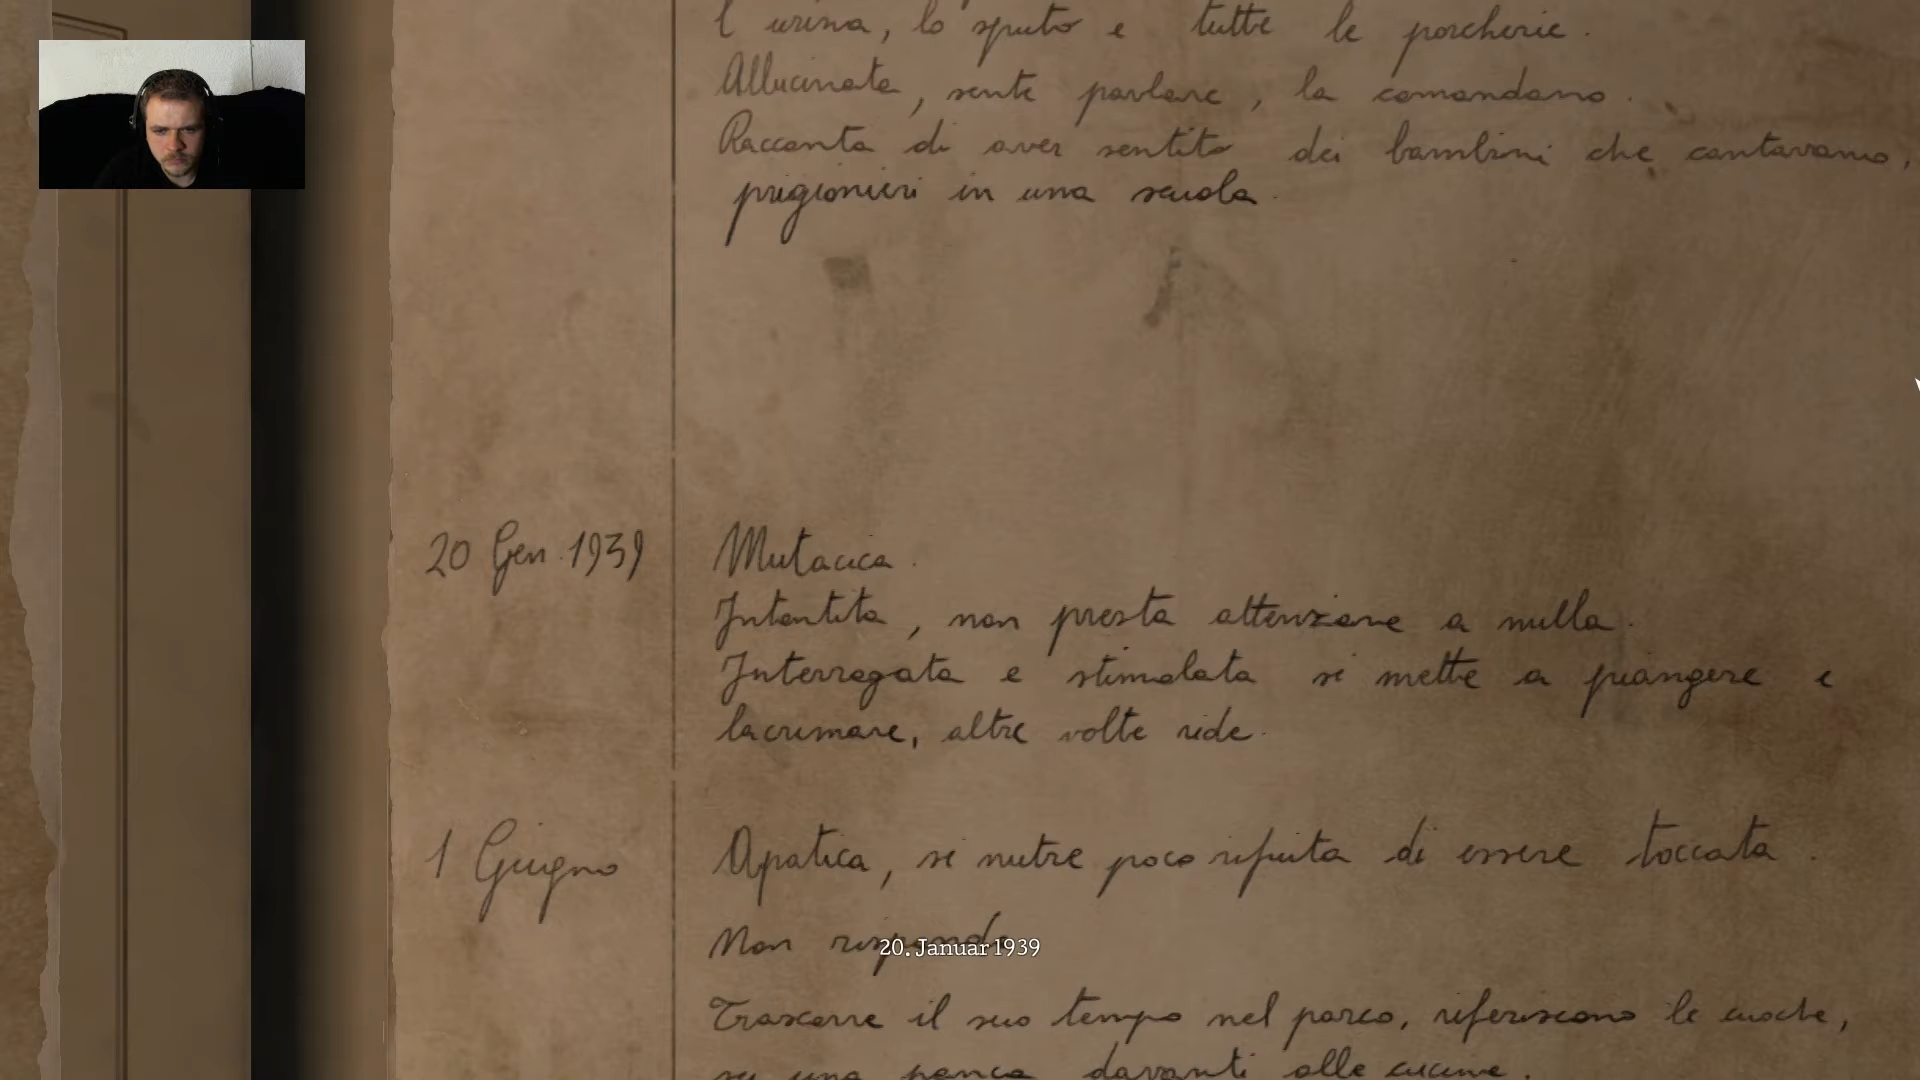 l'urina, lo sputo e tutte le porcherie.
Allucinata, sente parlare, la comandano.
Racconta di aver sentito dei bambini che cantavano,
prigionieri in una scuola.
20 Gen. 1939
Mutacica.
Intontita, non presta attenzione a nulla.
Interrogata e stimolata si mette a piangere e
lacrimare, altre volte ride.
1 Giugno
Apatica, si nutre poco rifiuta di essere toccata.
Non risponde
20. Januar 1939
Trascorre il suo tempo nel parco, riferiscono le cuoche,
su una panca davanti alle cucine.